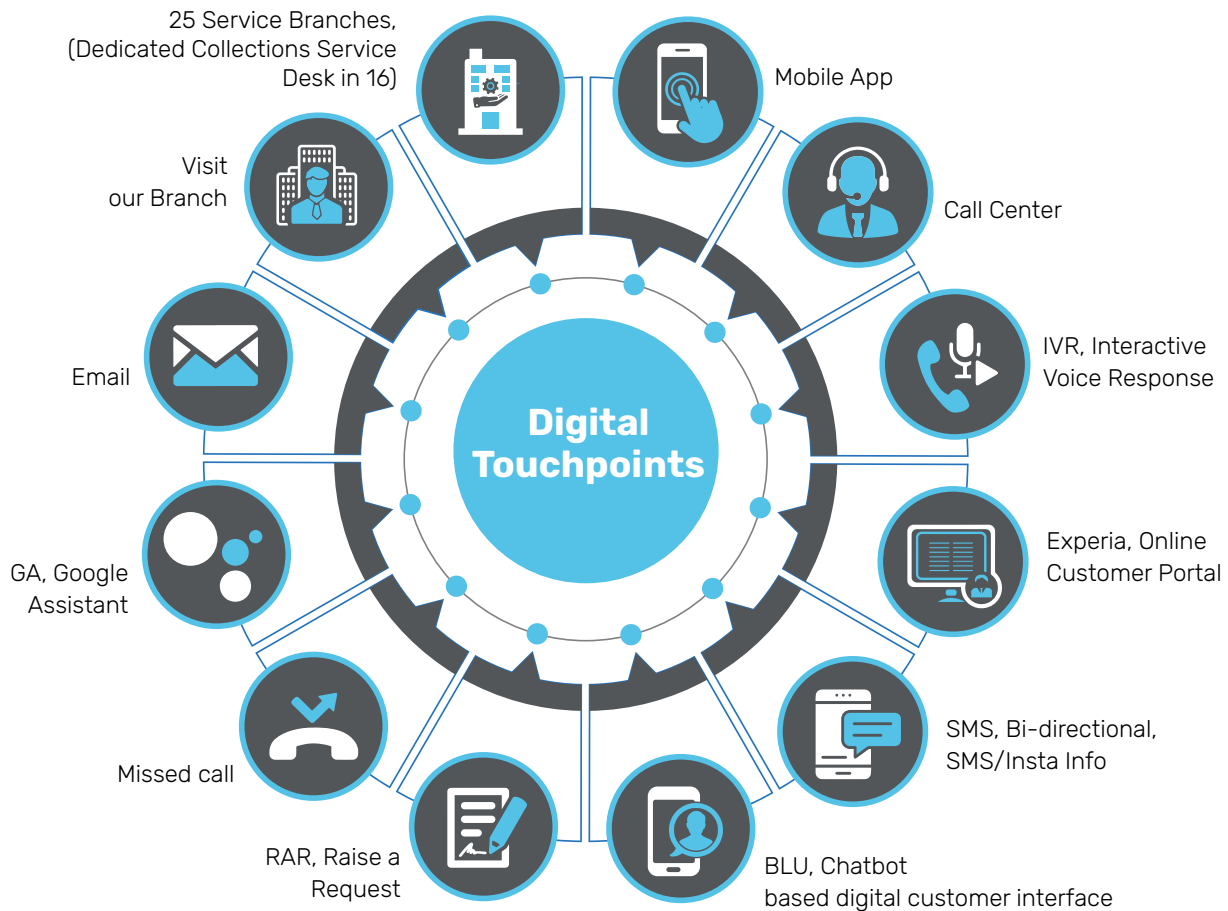 25 Service Branches,
(Dedicated Collections Service
Desk in 16)
Mobile App
Visit
our Branch
Call Center
Email
IVR, Interactive
Voice Response
Digital
Touchpoints
GA, Google
Assistant
Experia, Online
Customer Portal
Missed call
SMS, Bi-directional,
SMS/Insta Info
RAR, Raise a
Request
BLU, Chatbot
based digital customer interface